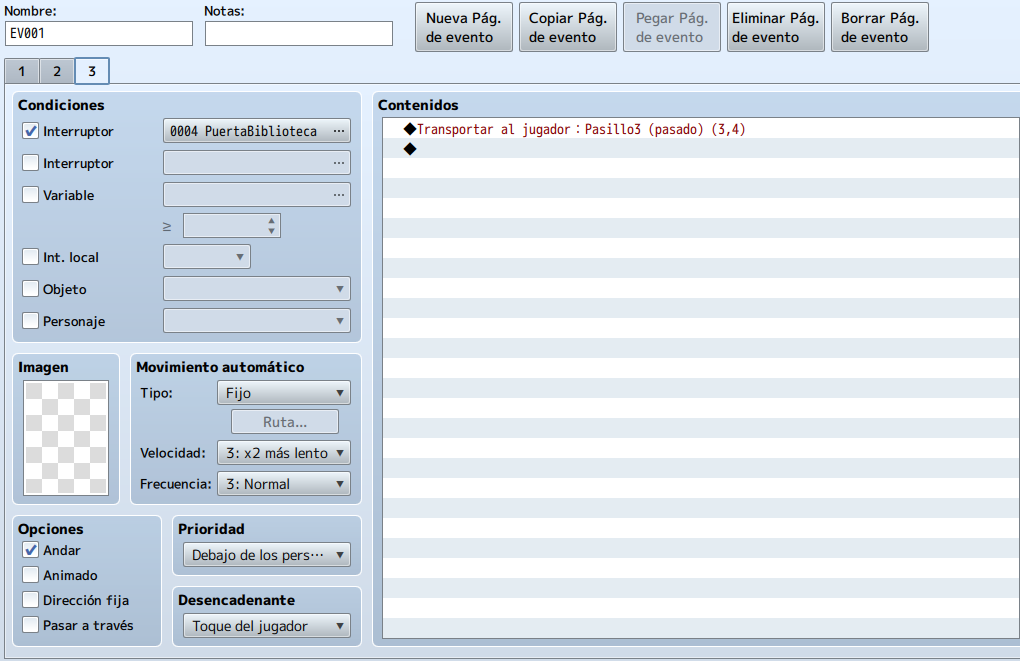 Nombre:
Notas:
EV001
Nueva Pág. de evento
Copiar Pág. de evento
Pegar Pág. de evento
Eliminar Pág. de evento
Borrar Pág. de evento
1 2 3
Condiciones
Interruptor 0004 PuertaBiblioteca ...
Interruptor ...
Variable ...
≥
Int. local
Objeto
Personaje
Imagen
Movimiento automático
Tipo: Fijo
Ruta...
Velocidad: 3: x2 más lento
Frecuencia: 3: Normal
Opciones
Andar
Animado
Dirección fija
Pasar a través
Prioridad
Debajo de los pers...
Desencadenante
Toque del jugador
Contenidos
◆Transportar al jugador：Pasillo3 (pasado) (3,4)
◆